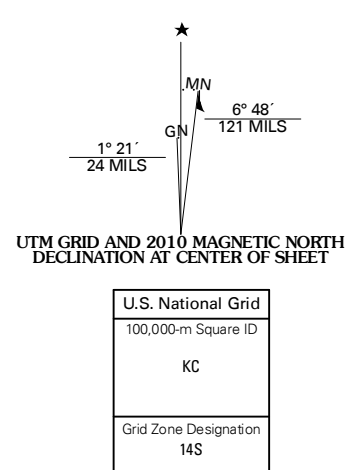 ★
MN
GN
6° 48´
121 MILS
1° 21´
24 MILS
UTM GRID AND 2010 MAGNETIC NORTH
DECLINATION AT CENTER OF SHEET
U.S. National Grid
100,000-m Square ID
KC
Grid Zone Designation
14S